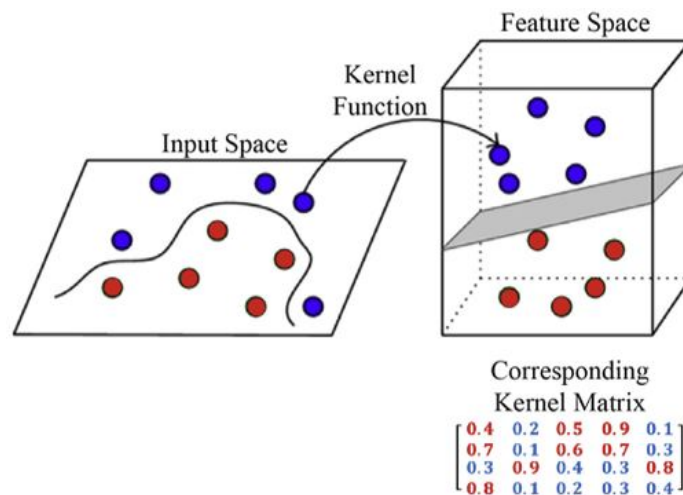 Feature Space
Kernel
Function
Input Space
Corresponding
Kernel Matrix
0.4 0.2 0.5 0.9 0.1
0.7 0.1 0.6 0.7 0.3
0.3 0.9 0.4 0.3 0.8
0.8 0.1 0.2 0.3 0.4